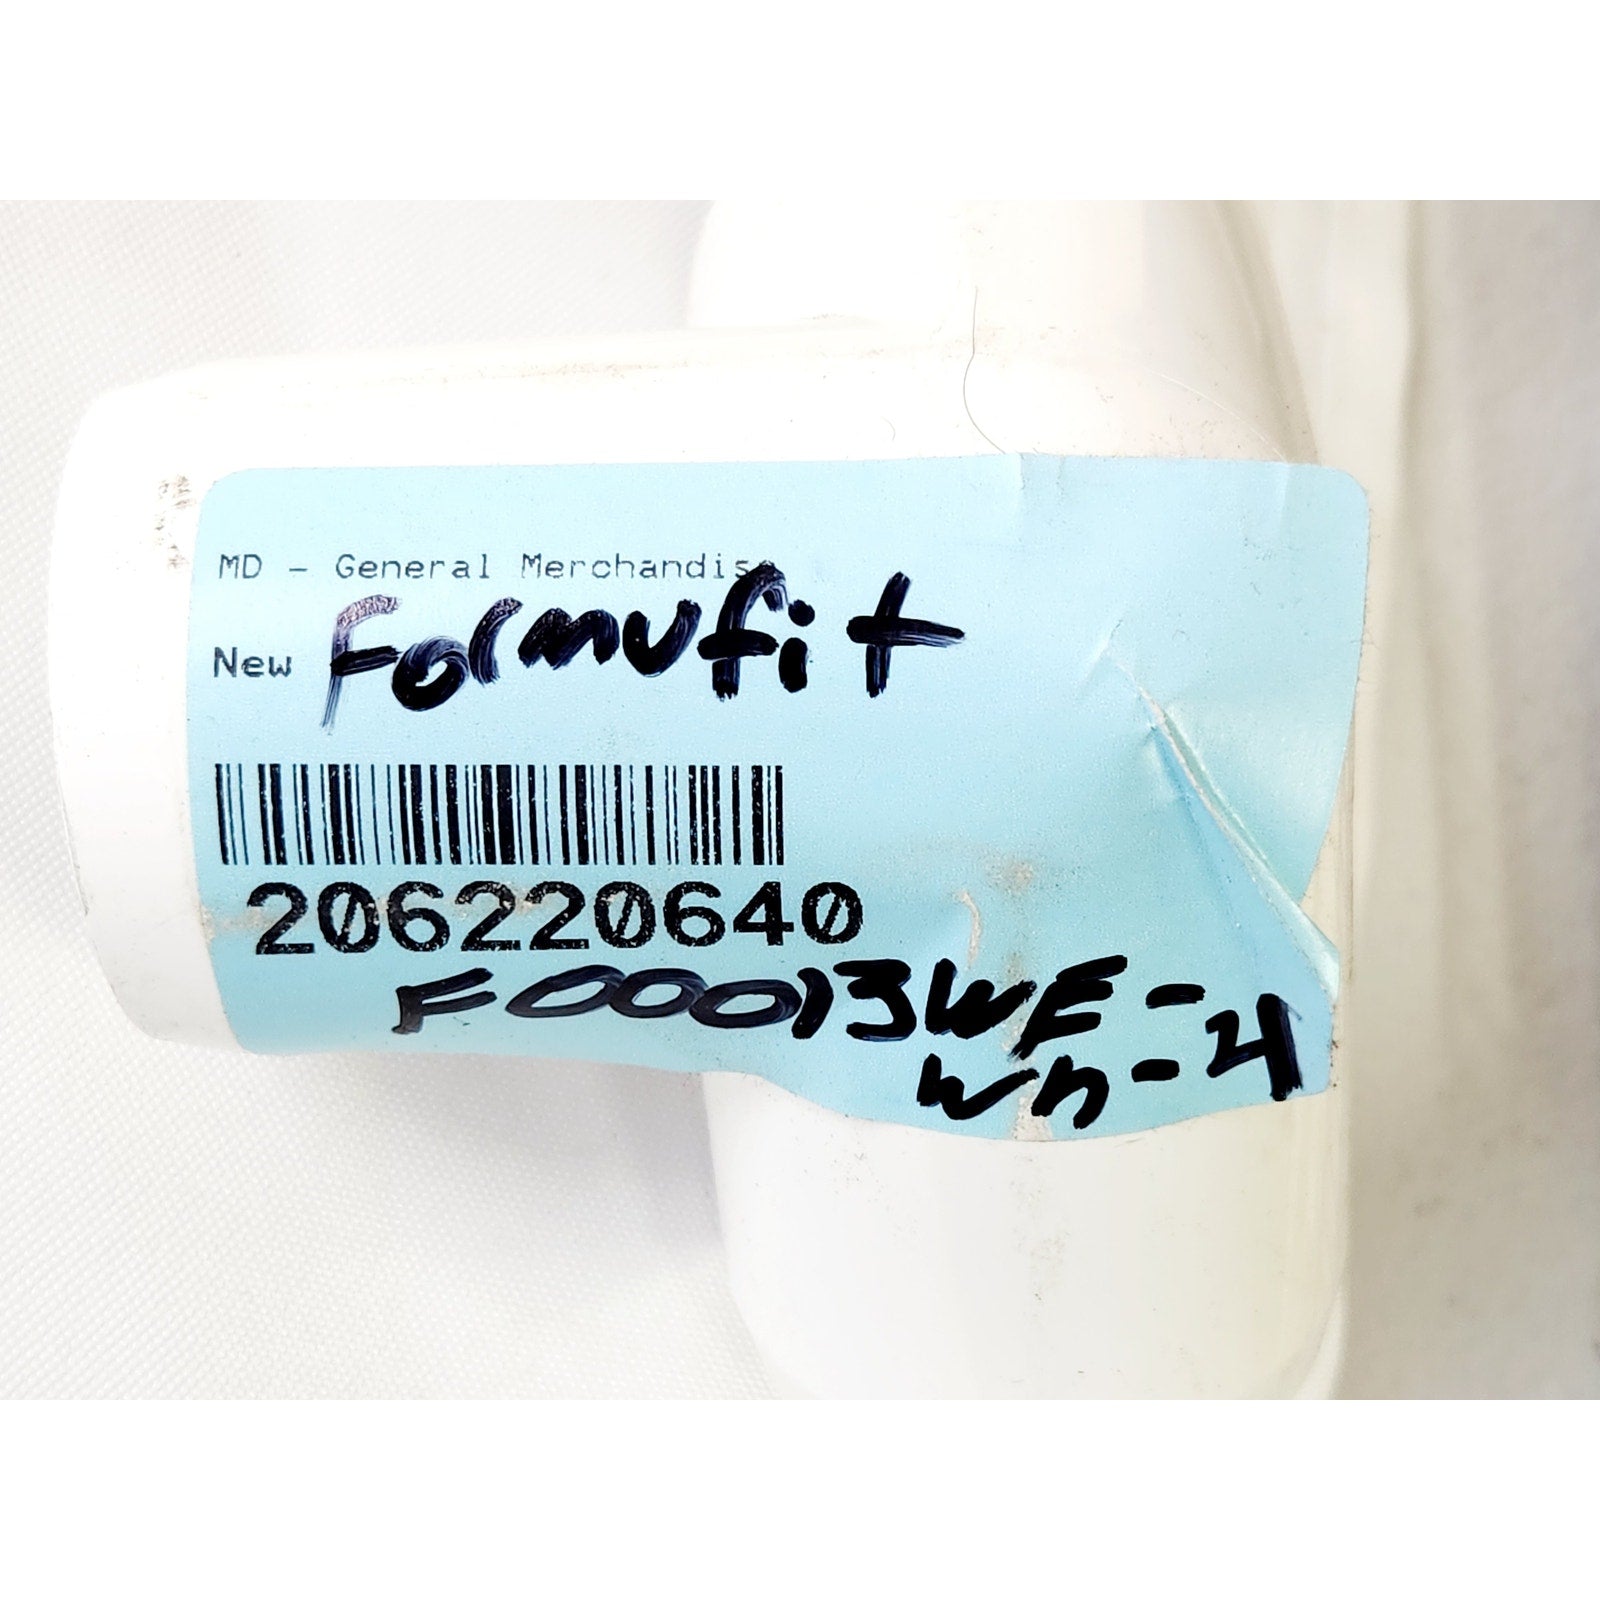 MD - General Merchandise
New Formufit
206220640
F00013WE-
WH-4